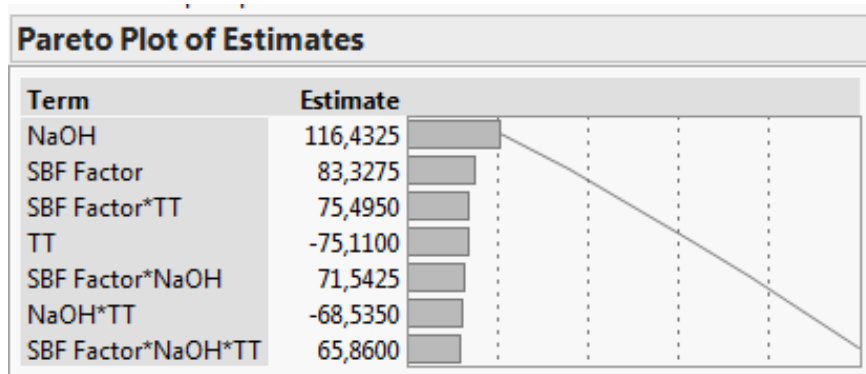 Pareto Plot of Estimates
Term Estimate
NaOH 116,4325
SBF Factor 83,3275
SBF Factor*TT 75,4950
TT -75,1100
SBF Factor*NaOH 71,5425
NaOH*TT -68,5350
SBF Factor*NaOH*TT 65,8600